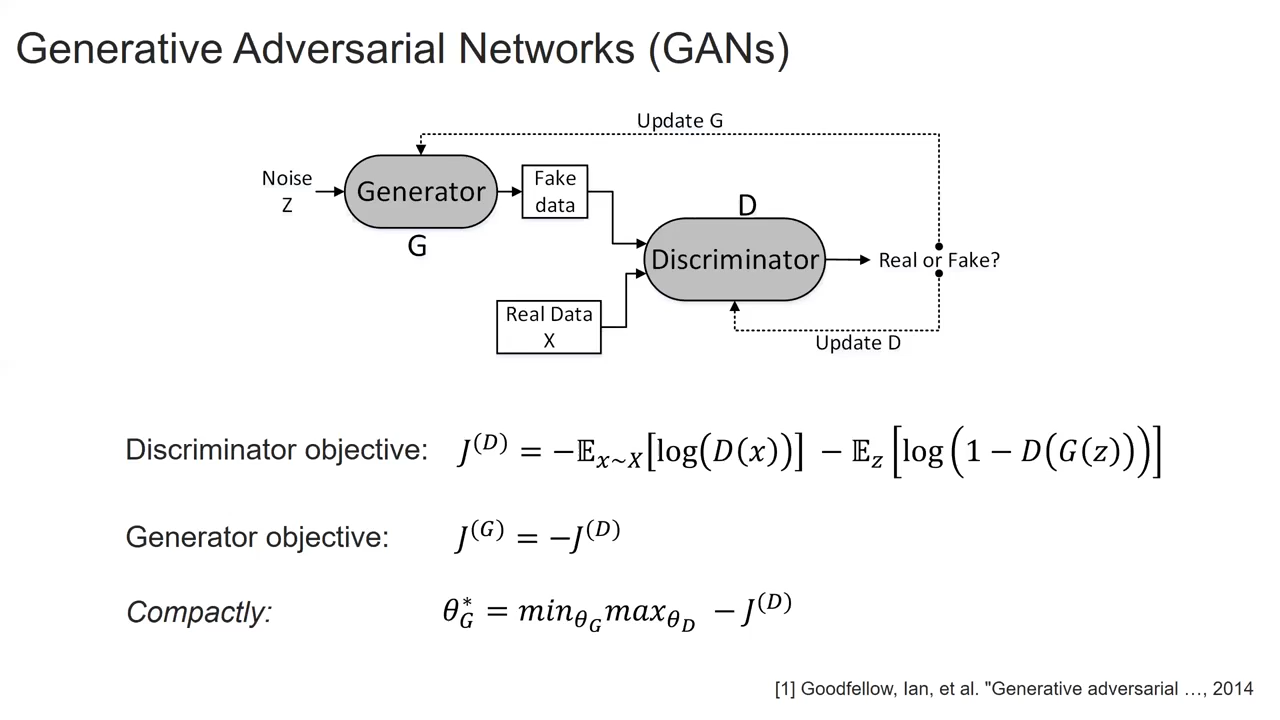 Generative Adversarial Networks (GANs)
Update G
Noise
Z
Generator
G
Fake
data
D
Discriminator
Real or Fake?
Real Data
X
Update D
Discriminator objective: J^(D) = −𝔼_{x~X}[log(D(x))] − 𝔼_z[log(1 − D(G(z)))]
Generator objective: J^(G) = −J^(D)
Compactly: θ*_G = min_{θ_G} max_{θ_D} − J^(D)
[1] Goodfellow, Ian, et al. "Generative adversarial …, 2014